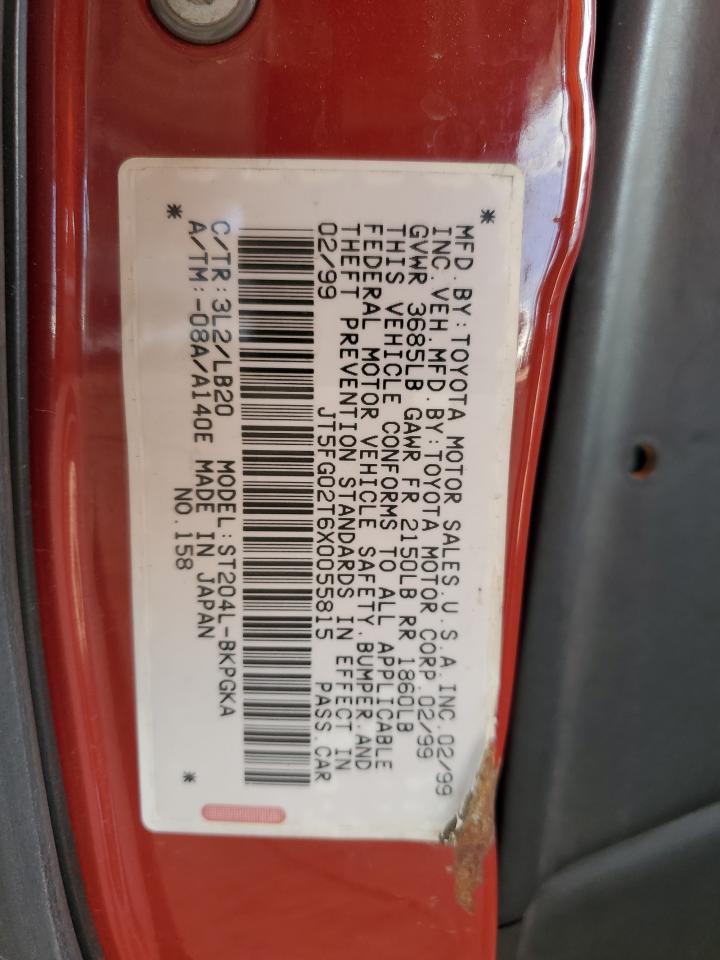 * MFD.BY:TOYOTA MOTOR SALES.U.S.A.INC.02/99
INC.VEH.MFD.BY:TOYOTA MOTOR CORP.02/99
GVWR 3685LB GAWR FR 2150LB RR 1860LB
THIS VEHICLE CONFORMS TO ALL APPLICABLE
FEDERAL MOTOR VEHICLE SAFETY.BUMPER.AND
THEFT PREVENTION STANDARDS IN EFFECT IN
02/99 JT5FG02T6X0055815 PASS.CAR
C/TR:3L2/LB20 MODEL:ST204L-BKPGKA
A/TM:-08A/A140E MADE IN JAPAN *
* NO.158